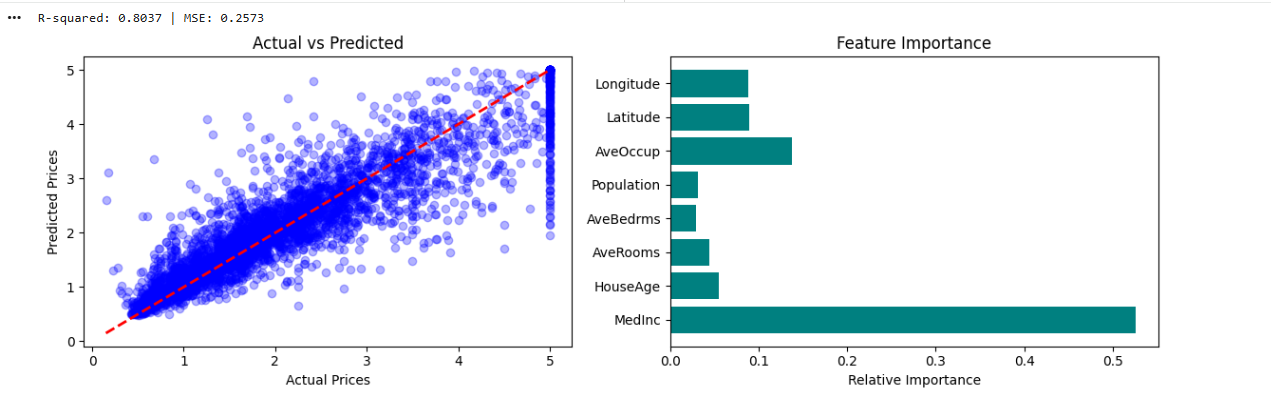 ••• R-squared: 0.8037 | MSE: 0.2573
Actual vs Predicted
5
4
3
2
1
0
Predicted Prices
0 1 2 3 4 5
Actual Prices
Feature Importance
Longitude
Latitude
AveOccup
Population
AveBedrms
AveRooms
HouseAge
MedInc
0.0 0.1 0.2 0.3 0.4 0.5
Relative Importance